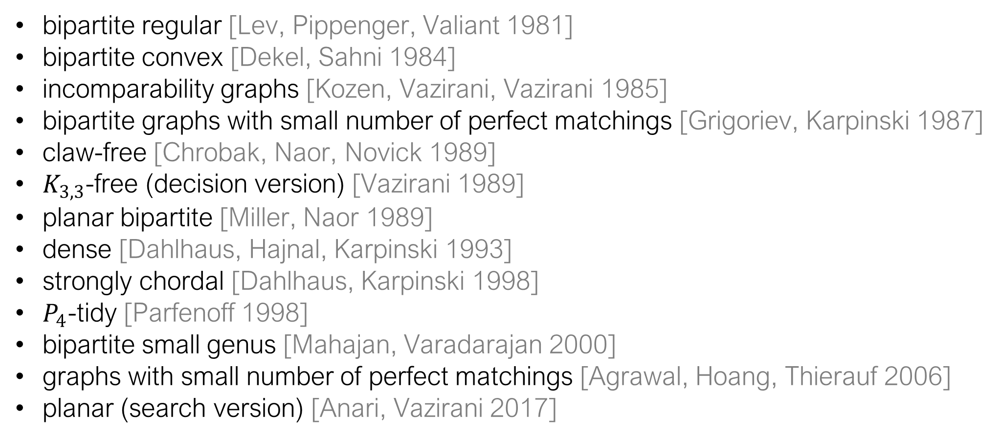 • bipartite regular [Lev, Pippenger, Valiant 1981]
• bipartite convex [Dekel, Sahni 1984]
• incomparability graphs [Kozen, Vazirani, Vazirani 1985]
• bipartite graphs with small number of perfect matchings [Grigoriev, Karpinski 1987]
• claw-free [Chrobak, Naor, Novick 1989]
• $K_{3,3}$-free (decision version) [Vazirani 1989]
• planar bipartite [Miller, Naor 1989]
• dense [Dahlhaus, Hajnal, Karpinski 1993]
• strongly chordal [Dahlhaus, Karpinski 1998]
• $P_4$-tidy [Parfenoff 1998]
• bipartite small genus [Mahajan, Varadarajan 2000]
• graphs with small number of perfect matchings [Agrawal, Hoang, Thierauf 2006]
• planar (search version) [Anari, Vazirani 2017]